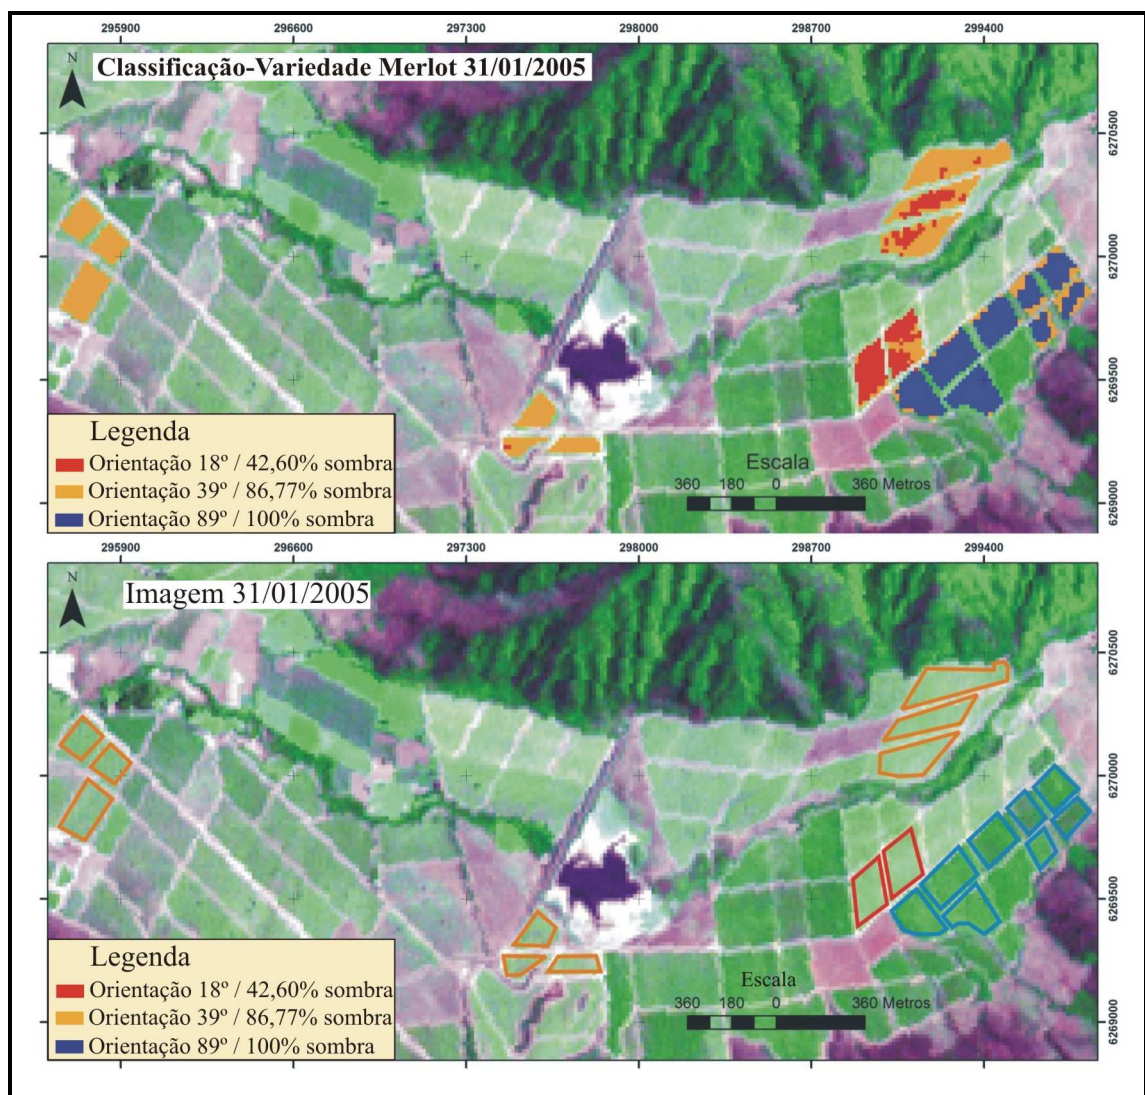 295900 296600 297300 298000 298700 299400
N
Classificação-Variedade Merlot 31/01/2005
6270500
6270000
6269500
6269000
Legenda
Orientação 18º / 42,60% sombra
Orientação 39º / 86,77% sombra
Orientação 89º / 100% sombra
Escala
360 180 0 360 Metros
295900 296600 297300 298000 298700 299400
N
Imagem 31/01/2005
6270500
6270000
6269500
6269000
Legenda
Orientação 18º / 42,60% sombra
Orientação 39º / 86,77% sombra
Orientação 89º / 100% sombra
Escala
360 180 0 360 Metros